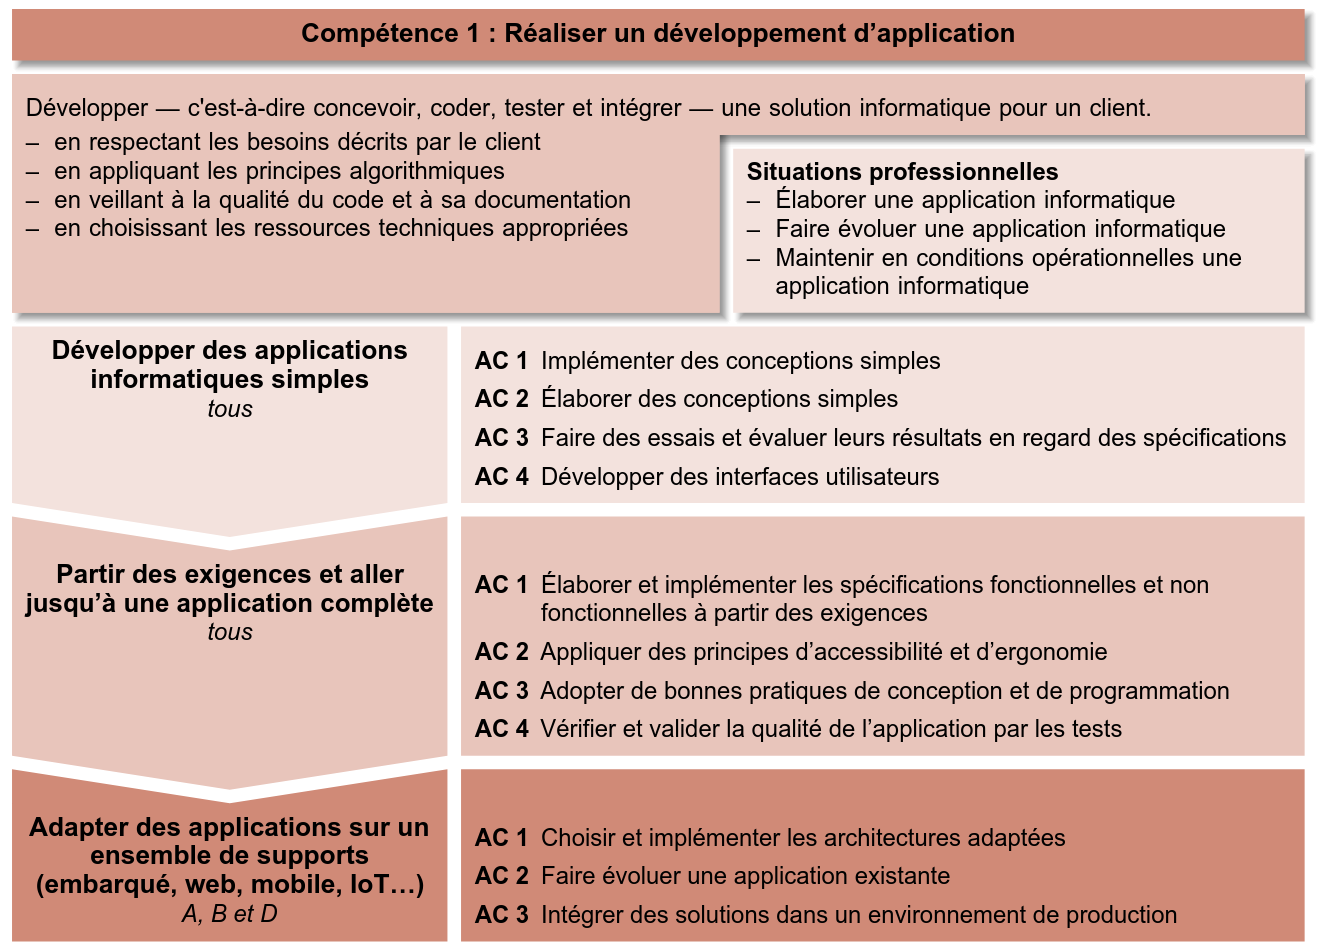 Compétence 1 : Réaliser un développement d’application
Développer — c'est-à-dire concevoir, coder, tester et intégrer — une solution informatique pour un client.
– en respectant les besoins décrits par le client
– en appliquant les principes algorithmiques
– en veillant à la qualité du code et à sa documentation
– en choisissant les ressources techniques appropriées
Situations professionnelles
– Élaborer une application informatique
– Faire évoluer une application informatique
– Maintenir en conditions opérationnelles une
application informatique
Développer des applications
informatiques simples
tous
AC 1 Implémenter des conceptions simples
AC 2 Élaborer des conceptions simples
AC 3 Faire des essais et évaluer leurs résultats en regard des spécifications
AC 4 Développer des interfaces utilisateurs
Partir des exigences et aller
jusqu’à une application complète
tous
AC 1 Élaborer et implémenter les spécifications fonctionnelles et non
fonctionnelles à partir des exigences
AC 2 Appliquer des principes d’accessibilité et d’ergonomie
AC 3 Adopter de bonnes pratiques de conception et de programmation
AC 4 Vérifier et valider la qualité de l’application par les tests
Adapter des applications sur un
ensemble de supports
(embarqué, web, mobile, IoT…)
A, B et D
AC 1 Choisir et implémenter les architectures adaptées
AC 2 Faire évoluer une application existante
AC 3 Intégrer des solutions dans un environnement de production